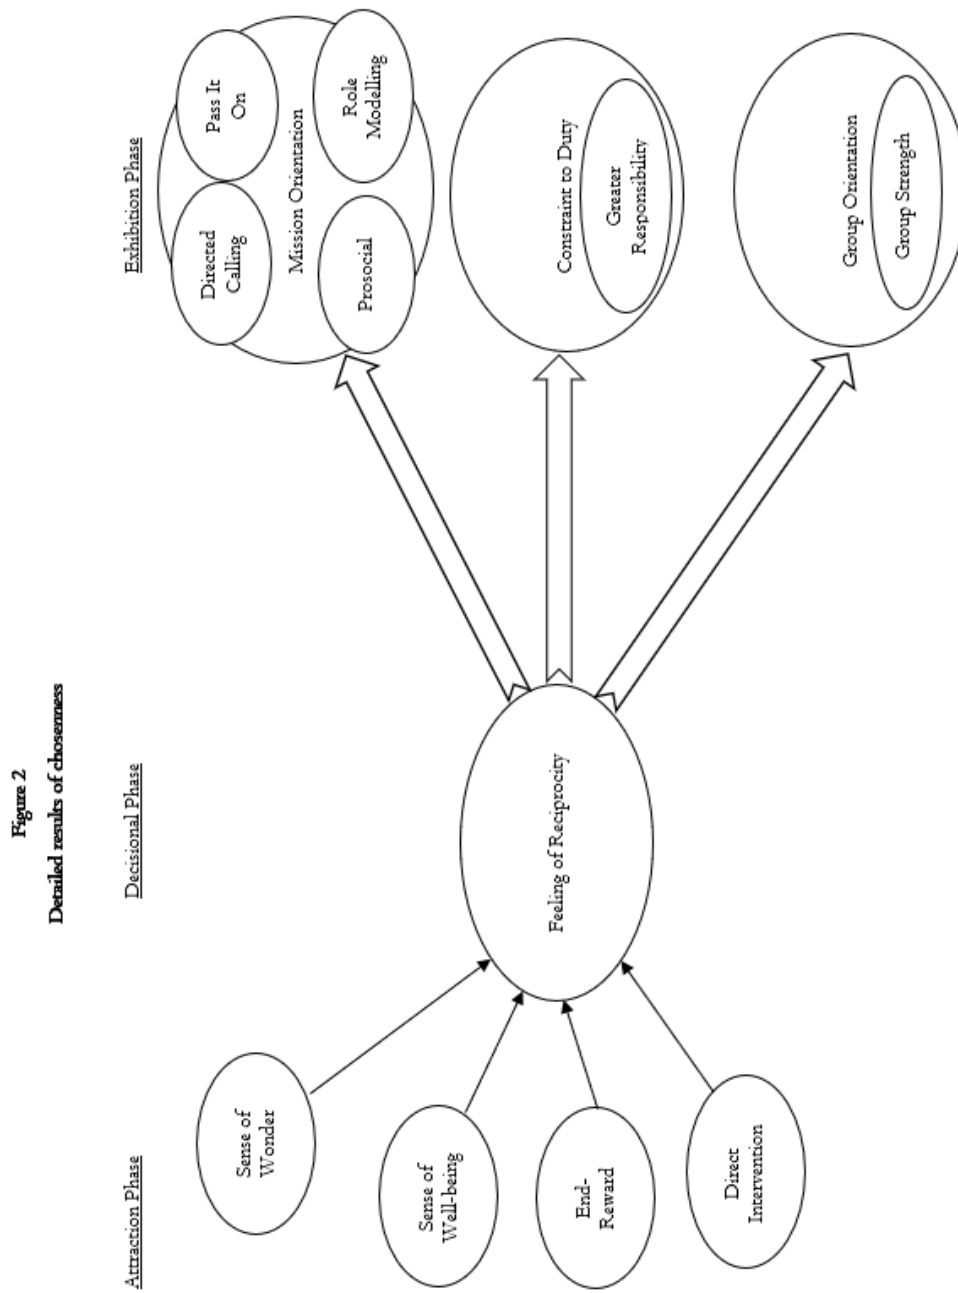 Figure 2
Detailed results of chosenness
Attraction Phase
Decisional Phase
Exhibition Phase
Sense of
Wonder
Sense of
Well-being
End-
Reward
Direct
Intervention
Feeling of Reciprocity
Directed
Calling
Pass It
On
Mission Orientation
Prosocial
Role
Modelling
Constraint to Duty
Greater
Responsibility
Group Orientation
Group Strength